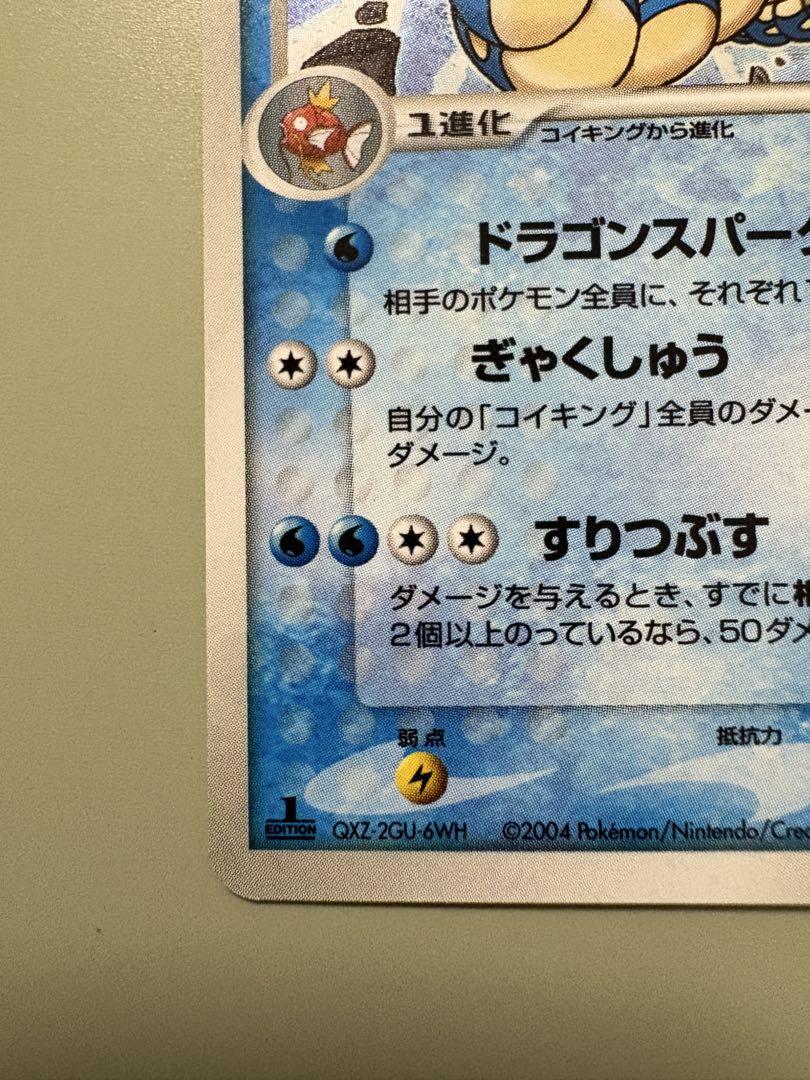 1進化 コイキングから進化
ドラゴンスパーク
相手のポケモン全員に、それぞれ
ぎゃくしゅう
自分の「コイキング」全員のダメー
ダメージ。
すりつぶす
ダメージを与えるとき、すでに相
2個以上のっているなら、50ダメ
弱点 抵抗力
1
EDITION QXZ-2GU-6WH ©2004 Pokémon/Nintendo/Crea